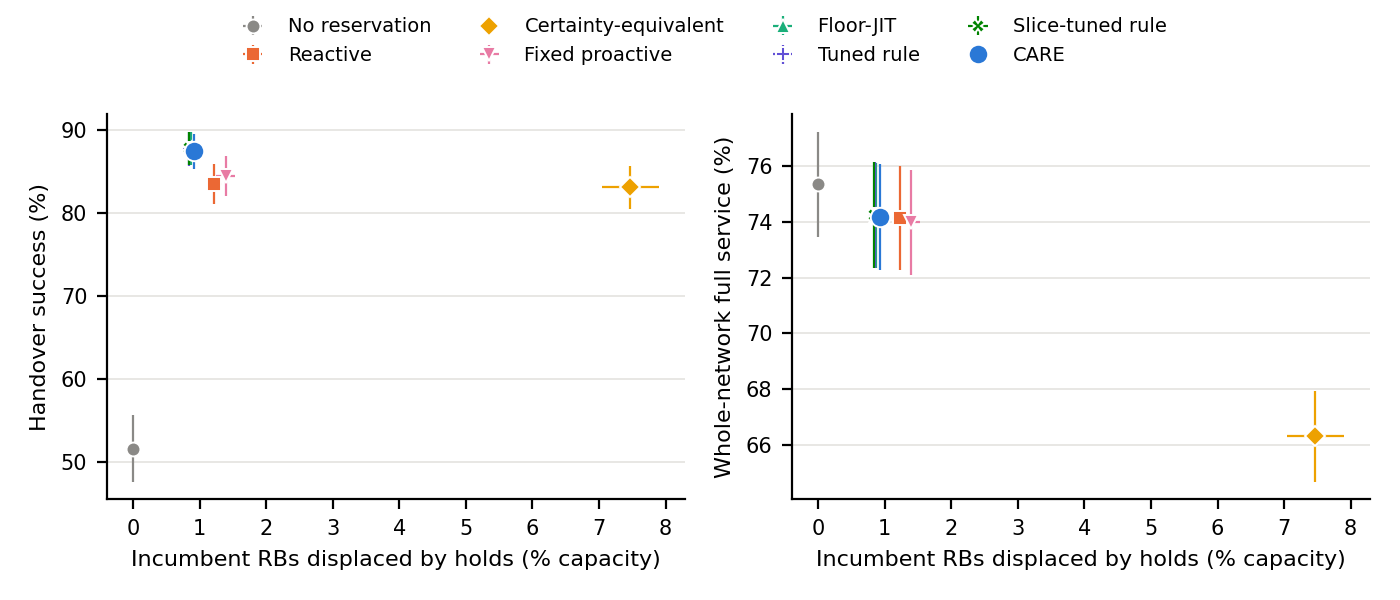 No reservation
Reactive
Certainty-equivalent
Fixed proactive
Floor-JIT
Tuned rule
Slice-tuned rule
CARE
Handover success (%)
90
80
70
60
50
0 1 2 3 4 5 6 7 8
Incumbent RBs displaced by holds (% capacity)
Whole-network full service (%)
76
74
72
70
68
66
0 1 2 3 4 5 6 7 8
Incumbent RBs displaced by holds (% capacity)